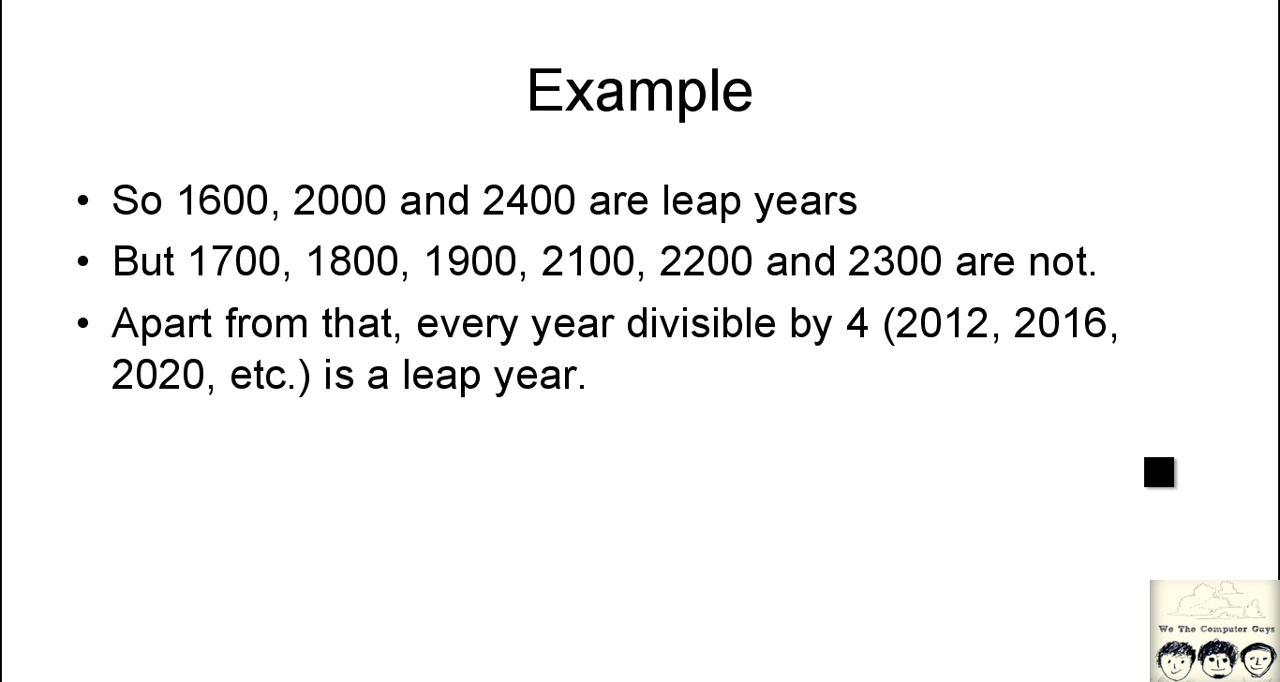 Example
• So 1600, 2000 and 2400 are leap years
• But 1700, 1800, 1900, 2100, 2200 and 2300 are not.
• Apart from that, every year divisible by 4 (2012, 2016,
2020, etc.) is a leap year.
We The Computer Guys